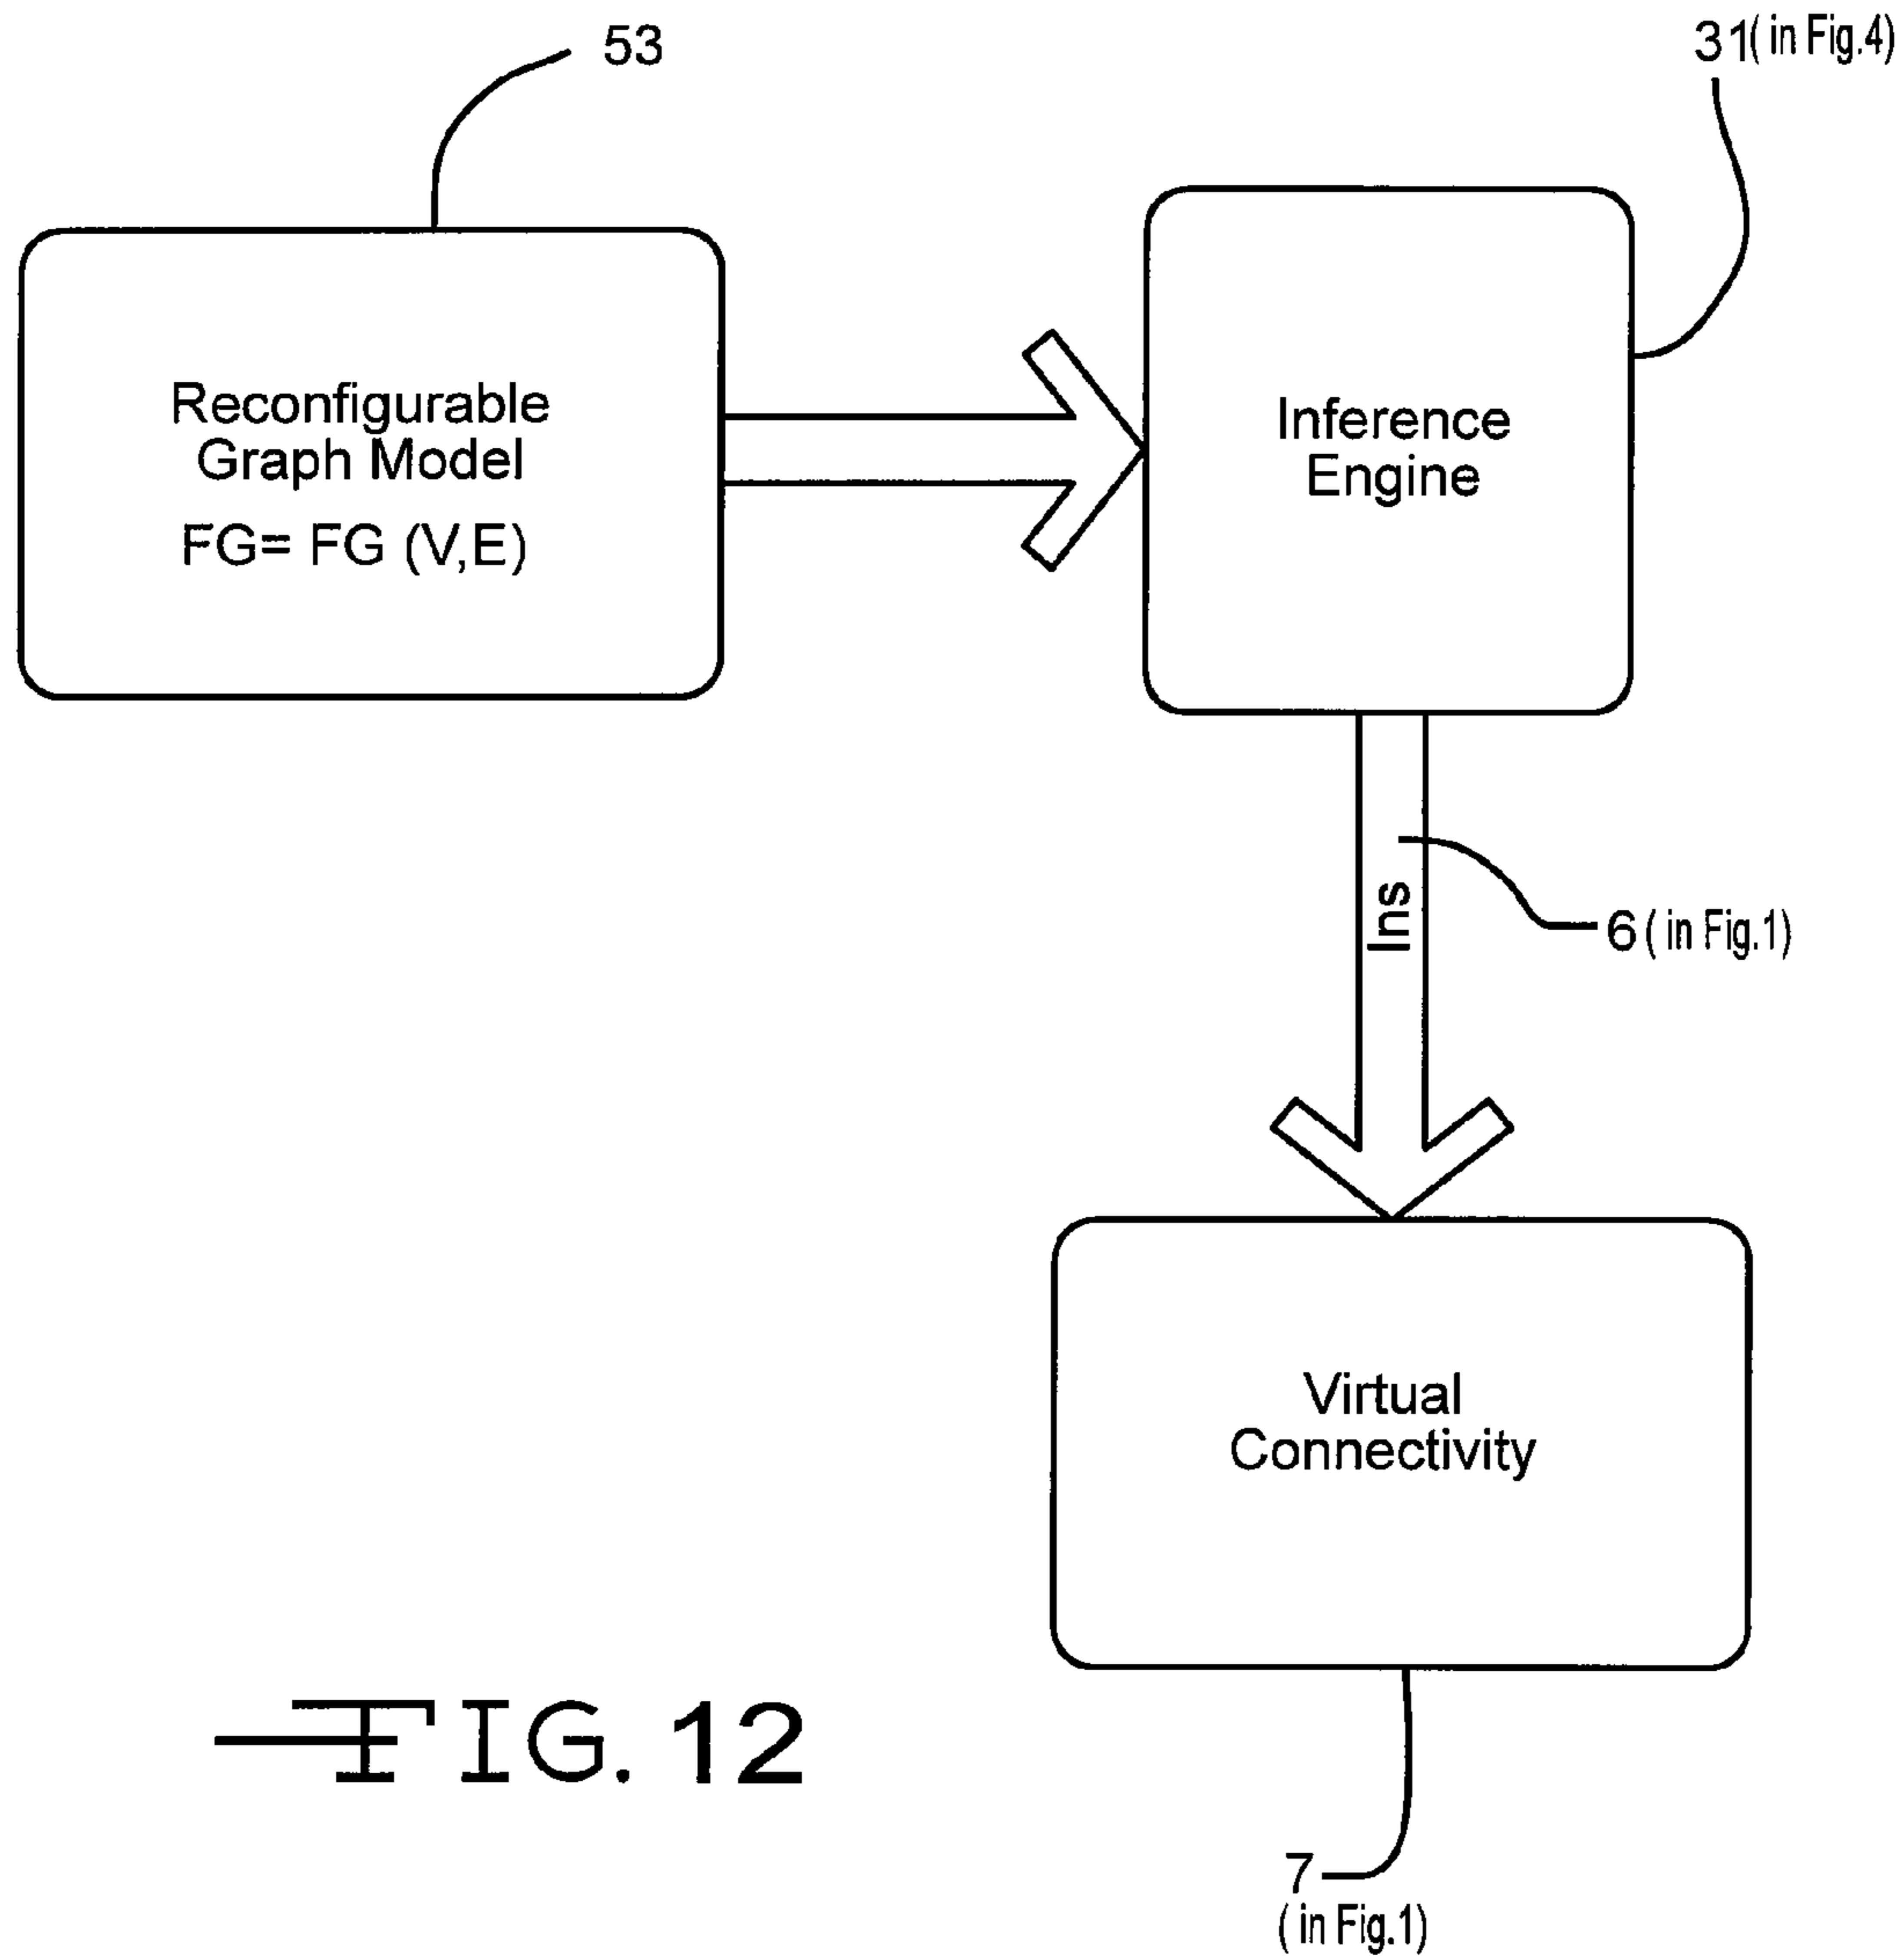 53
31(in Fig.4)
Reconfigurable
Graph Model
FG= FG (V,E)
Inference
Engine
Ins
6(in Fig.1)
Virtual
Connectivity
FIG. 12
7
(in Fig.1)